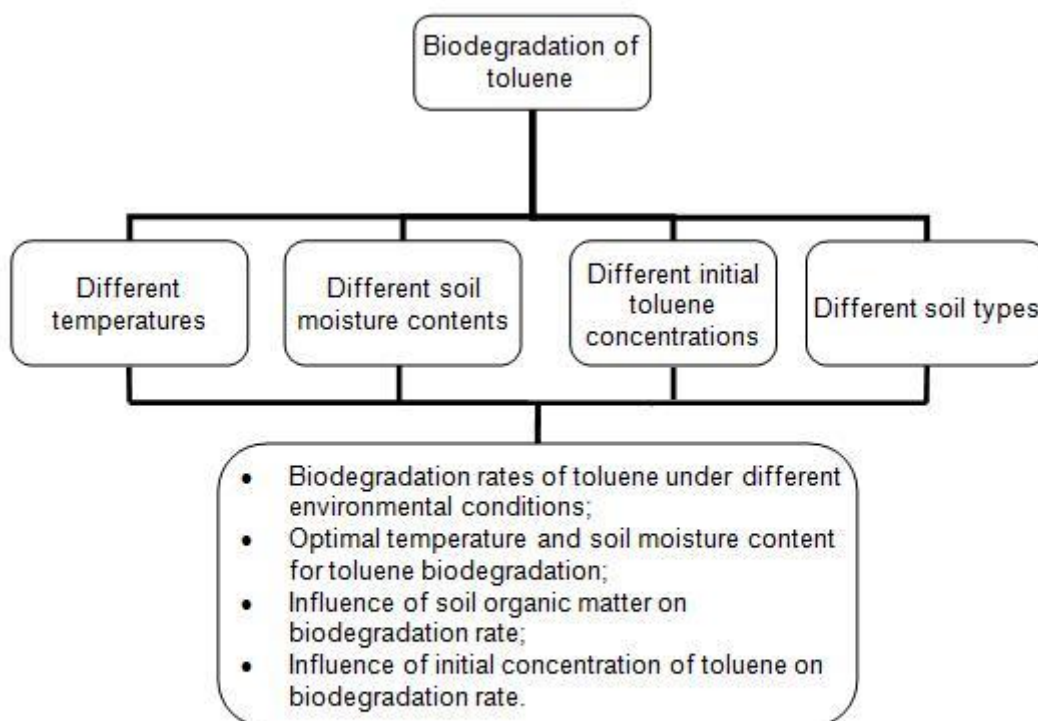 Biodegradation of
toluene
Different
temperatures
Different soil
moisture contents
Different initial
toluene
concentrations
Different soil types
• Biodegradation rates of toluene under different
environmental conditions;
• Optimal temperature and soil moisture content
for toluene biodegradation;
• Influence of soil organic matter on
biodegradation rate;
• Influence of initial concentration of toluene on
biodegradation rate.